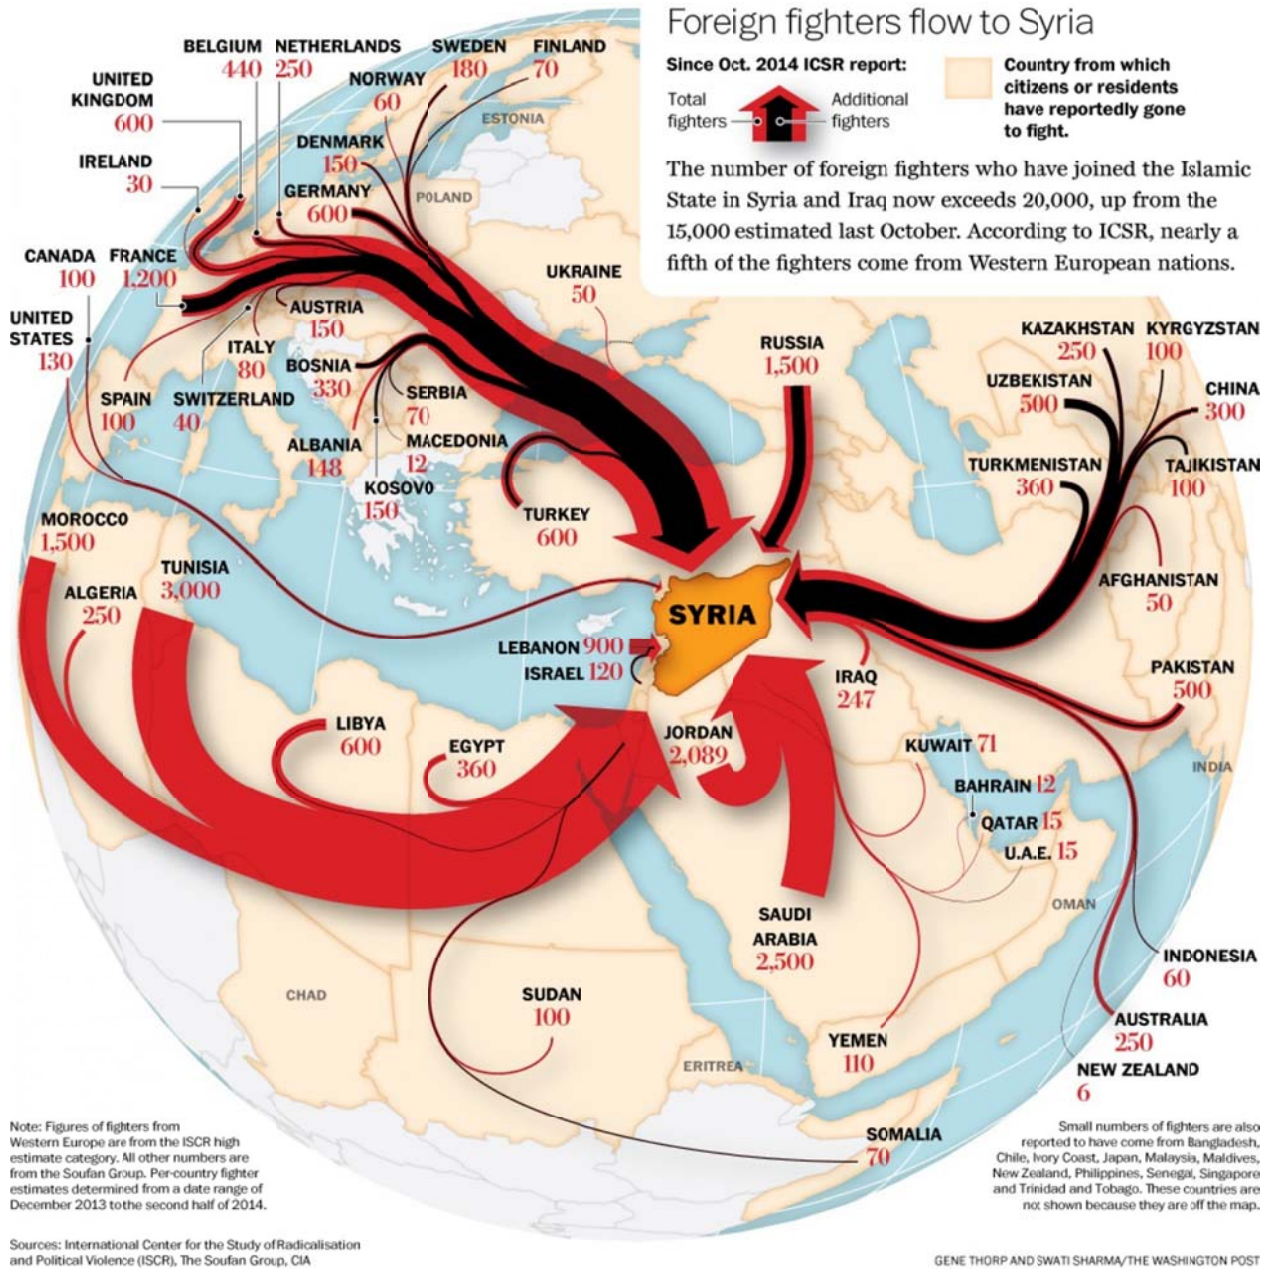 Foreign fighters flow to Syria
Since Oct. 2014 ICSR report:
Total
fighters
Additional
fighters
Country from which
citizens or residents
have reportedly gone
to fight.
The number of foreign fighters who have joined the Islamic
State in Syria and Iraq now exceeds 20,000, up from the
15,000 estimated last October. According to ICSR, nearly a
fifth of the fighters come from Western European nations.
BELGIUM
440
NETHERLANDS
250
SWEDEN
180
FINLAND
70
UNITED
KINGDOM
600
NORWAY
60
ESTONIA
DENMARK
150
IRELAND
30
GERMANY
600
POLAND
CANADA
100
FRANCE
1,200
UKRAINE
50
AUSTRIA
150
UNITED
STATES
130
ITALY
80
BOSNIA
330
RUSSIA
1,500
KAZAKHSTAN
250
KYRGYZSTAN
100
UZBEKISTAN
500
CHINA
300
SPAIN
100
SWITZERLAND
40
SERBIA
70
ALBANIA
148
MACEDONIA
12
KOSOVO
150
TURKMENISTAN
360
TAJIKISTAN
100
TURKEY
600
MOROCCO
1,500
TUNISIA
3,000
ALGERIA
250
AFGHANISTAN
50
SYRIA
LEBANON 900
ISRAEL 120
IRAQ
247
PAKISTAN
500
LIBYA
600
EGYPT
360
JORDAN
2,089
KUWAIT 71
INDIA
BAHRAIN 12
QATAR 15
U.A.E. 15
OMAN
SAUDI
ARABIA
2,500
INDONESIA
60
CHAD
SUDAN
100
AUSTRALIA
250
YEMEN
110
ERITREA
NEW ZEALAND
6
SOMALIA
70
Note: Figures of fighters from
Western Europe are from the ISCR high
estimate category. All other numbers are
from the Soufan Group. Per-country fighter
estimates determined from a date range of
December 2013 to the second half of 2014.
Small numbers of fighters are also
reported to have come from Bangladesh,
Chile, Ivory Coast, Japan, Malaysia, Maldives,
New Zealand, Philippines, Senegal, Singapore
and Trinidad and Tobago. These countries are
not shown because they are off the map.
Sources: International Center for the Study of Radicalisation
and Political Violence (ISCR), The Soufan Group, CIA
GENE THORP AND SWATI SHARMA/THE WASHINGTON POST